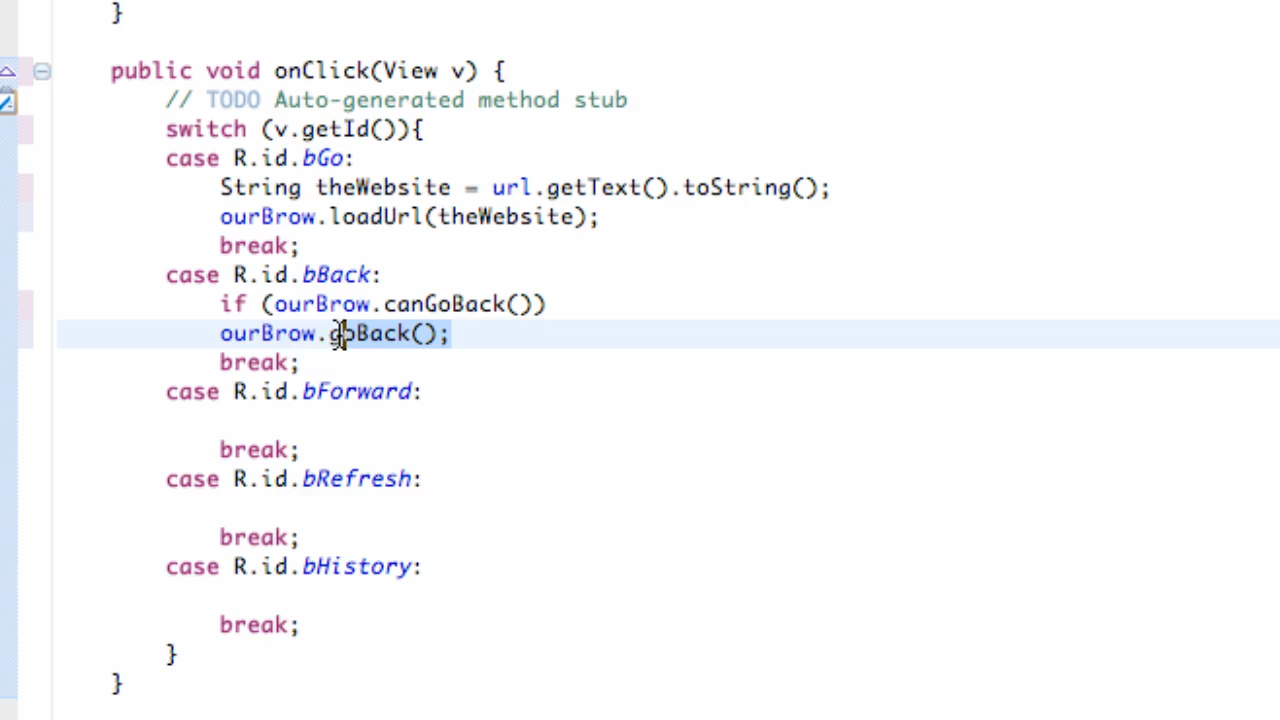 }
public void onClick(View v) {
// TODO Auto-generated method stub
switch (v.getId()){
case R.id.bGo:
String theWebsite = url.getText().toString();
ourBrow.loadUrl(theWebsite);
break;
case R.id.bBack:
if (ourBrow.canGoBack())
ourBrow.goBack();
break;
case R.id.bForward:
break;
case R.id.bRefresh:
break;
case R.id.bHistory:
break;
}
}